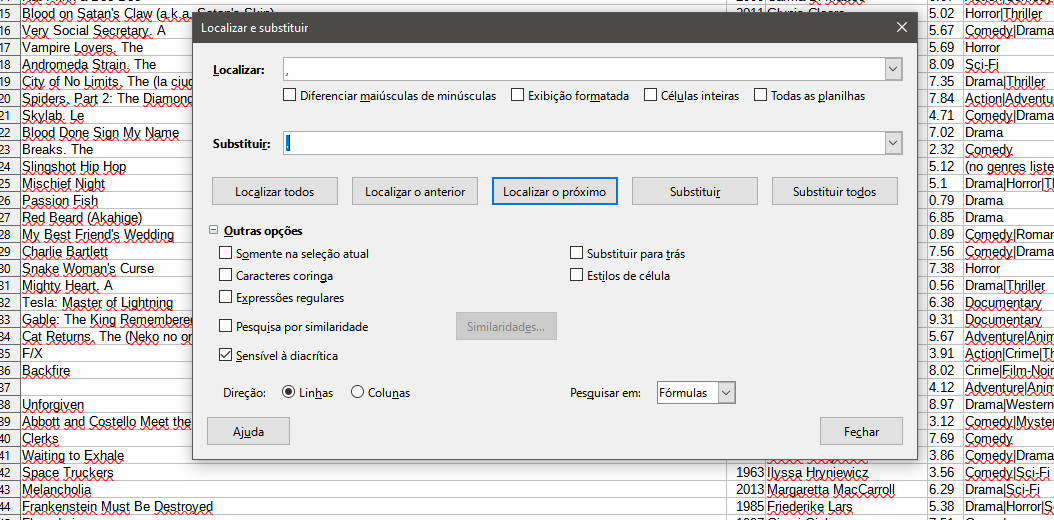 15 Blood on Satan's Claw (a.k.a. Satan's Skin) 5.02 Horror|Thriller
16 Very Social Secretary, A 5.67 Comedy|Drama
17 Vampire Lovers, The 5.69 Horror
18 Andromeda Strain, The 8.09 Sci-Fi
19 City of No Limits, The (la ciud 7.35 Drama|Thriller
20 Spiders, Part 2: The Diamond 7.84 Action|Adventu
21 Skylab, Le 4.71 Comedy|Drama
22 Blood Done Sign My Name 7.02 Drama
23 Breaks, The 2.32 Comedy
24 Slingshot Hip Hop 5.12 (no genres liste
25 Mischief Night 5.1 Drama|Horror|Th
26 Passion Fish 0.79 Drama
27 Red Beard (Akahige) 6.85 Drama
28 My Best Friend's Wedding 0.89 Comedy|Roman
29 Charlie Bartlett 7.56 Comedy|Drama
30 Snake Woman's Curse 7.38 Horror
31 Mighty Heart, A 0.56 Drama|Thriller
32 Tesla: Master of Lightning 6.38 Documentary
33 Gable: The King Remembere 9.31 Documentary
34 Cat Returns, The (Neko no on 5.67 Adventure|Anim
35 F/X 3.91 Action|Crime|Th
36 Backfire 8.02 Crime|Film-Noir
37 4.12 Adventure|Anim
38 Unforgiven 8.97 Drama|Western
39 Abbott and Costello Meet the 3.12 Comedy|Myster
40 Clerks 7.69 Comedy
41 Waiting to Exhale 3.86 Comedy|Drama
42 Space Truckers 1963 Ilyssa Hryniewicz 3.56 Comedy|Sci-Fi
43 Melancholia 2013 Margaretta MacCarroll 6.29 Drama|Sci-Fi
44 Frankenstein Must Be Destroyed 1985 Friederike Lars 5.38 Drama|Horror|S
Localizar e substituir
Localizar: ,
Diferenciar maiúsculas de minúsculas Exibição formatada Células inteiras Todas as planilhas
Substituir: .
Localizar todos Localizar o anterior Localizar o próximo Substituir Substituir todos
Outras opções
Somente na seleção atual Substituir para trás
Caracteres coringa Estilos de célula
Expressões regulares
Pesquisa por similaridade Similaridades...
Sensível à diacrítica
Direção: Linhas Colunas Pesquisar em: Fórmulas
Ajuda Fechar